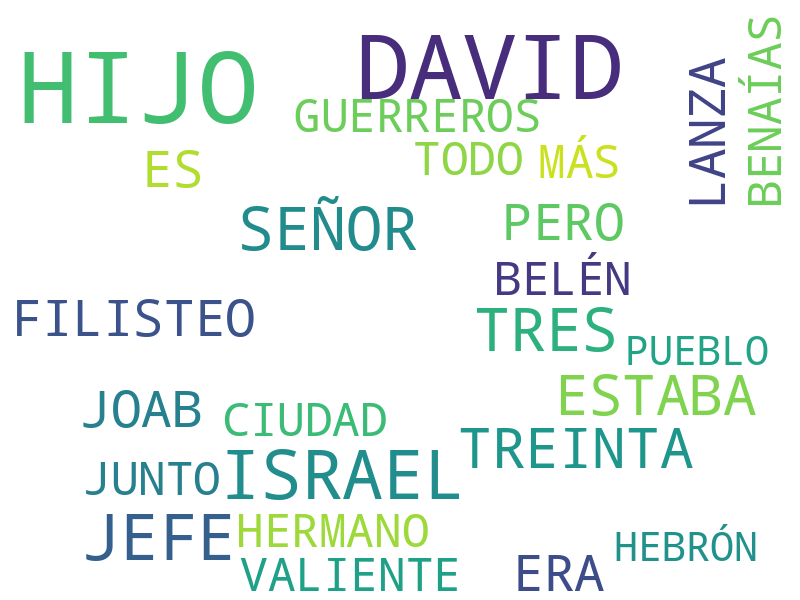 HIJO
DAVID
GUERREROS
LANZA
BENAÍAS
ES
TODO
MÁS
SEÑOR
PERO
BELÉN
FILISTEO
TRES
PUEBLO
JOAB
CIUDAD
ESTABA
TREINTA
JUNTO
ISRAEL
JEFE
HERMANO
HEBRÓN
VALIENTE
ERA